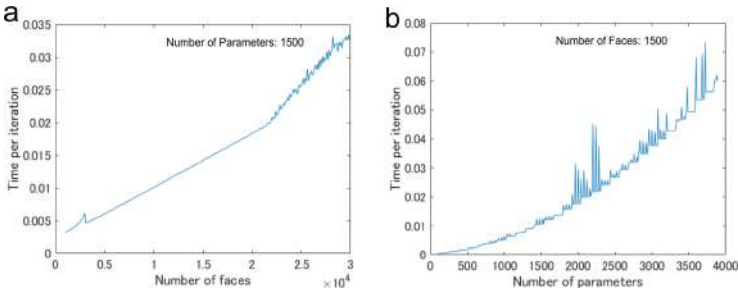 a
Number of Parameters: 1500
0.035
0.03
0.025
0.02
0.015
0.01
0.005
0
Time per iteration
0 0.5 1 1.5 2 2.5 3
×10⁴
Number of faces
b
Number of Faces: 1500
0.08
0.07
0.06
0.05
0.04
0.03
0.02
0.01
0
Time per iteration
0 500 1000 1500 2000 2500 3000 3500 4000
Number of parameters